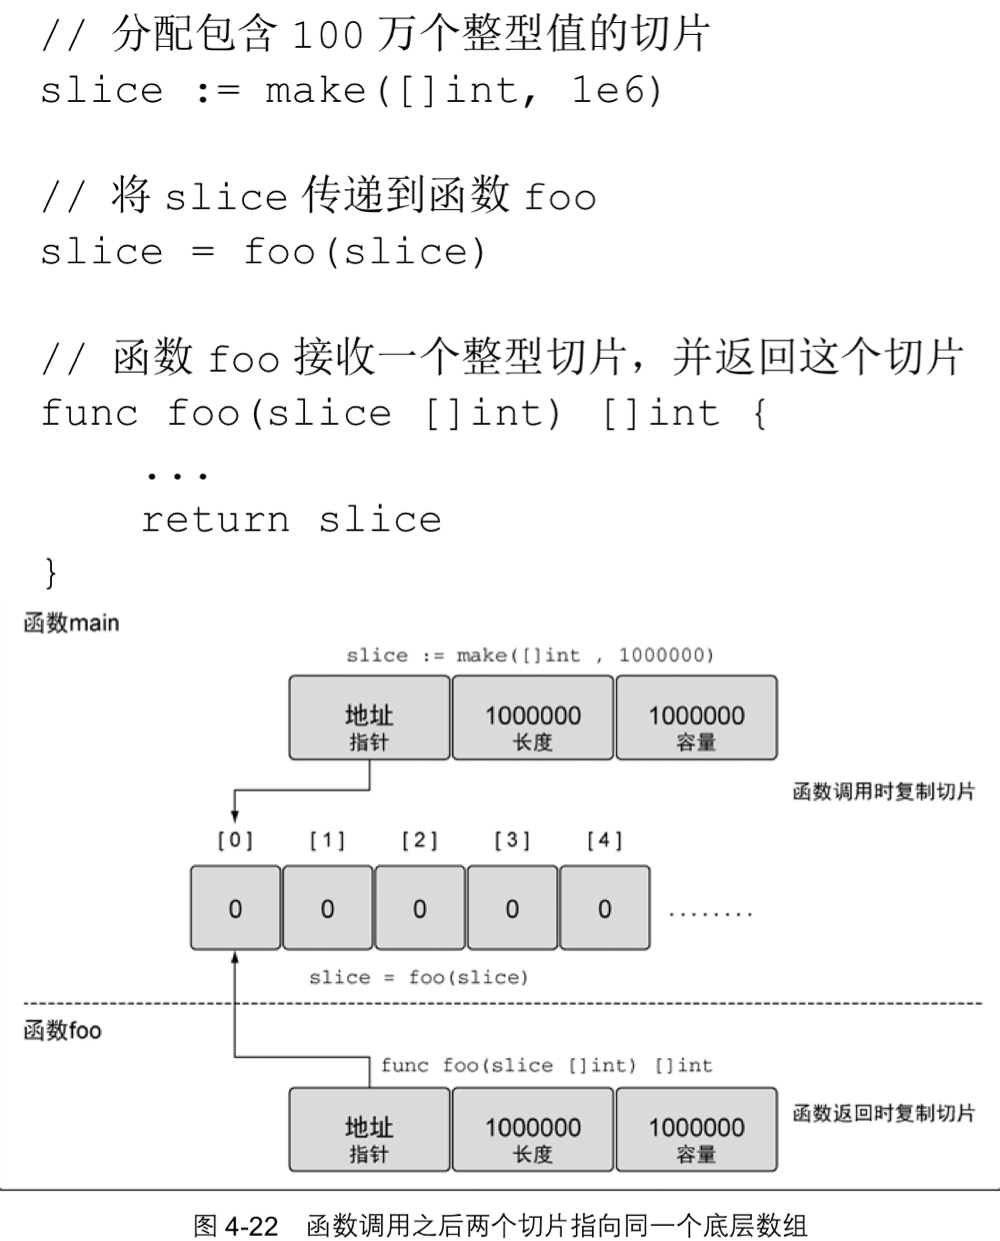 // 分配包含 100 万个整型值的切片
slice := make([]int, 1e6)
// 将 slice 传递到函数 foo
slice = foo(slice)
// 函数 foo 接收一个整型切片，并返回这个切片
func foo(slice []int) []int {
...
return slice
}
函数main
slice := make([]int , 1000000)
地址 1000000 1000000
指针 长度 容量
函数调用时复制切片
[0] [1] [2] [3] [4]
0 0 0 0 0 ........
slice = foo(slice)
函数foo
func foo(slice []int) []int
地址 1000000 1000000
函数返回时复制切片
指针 长度 容量
图 4-22 函数调用之后两个切片指向同一个底层数组